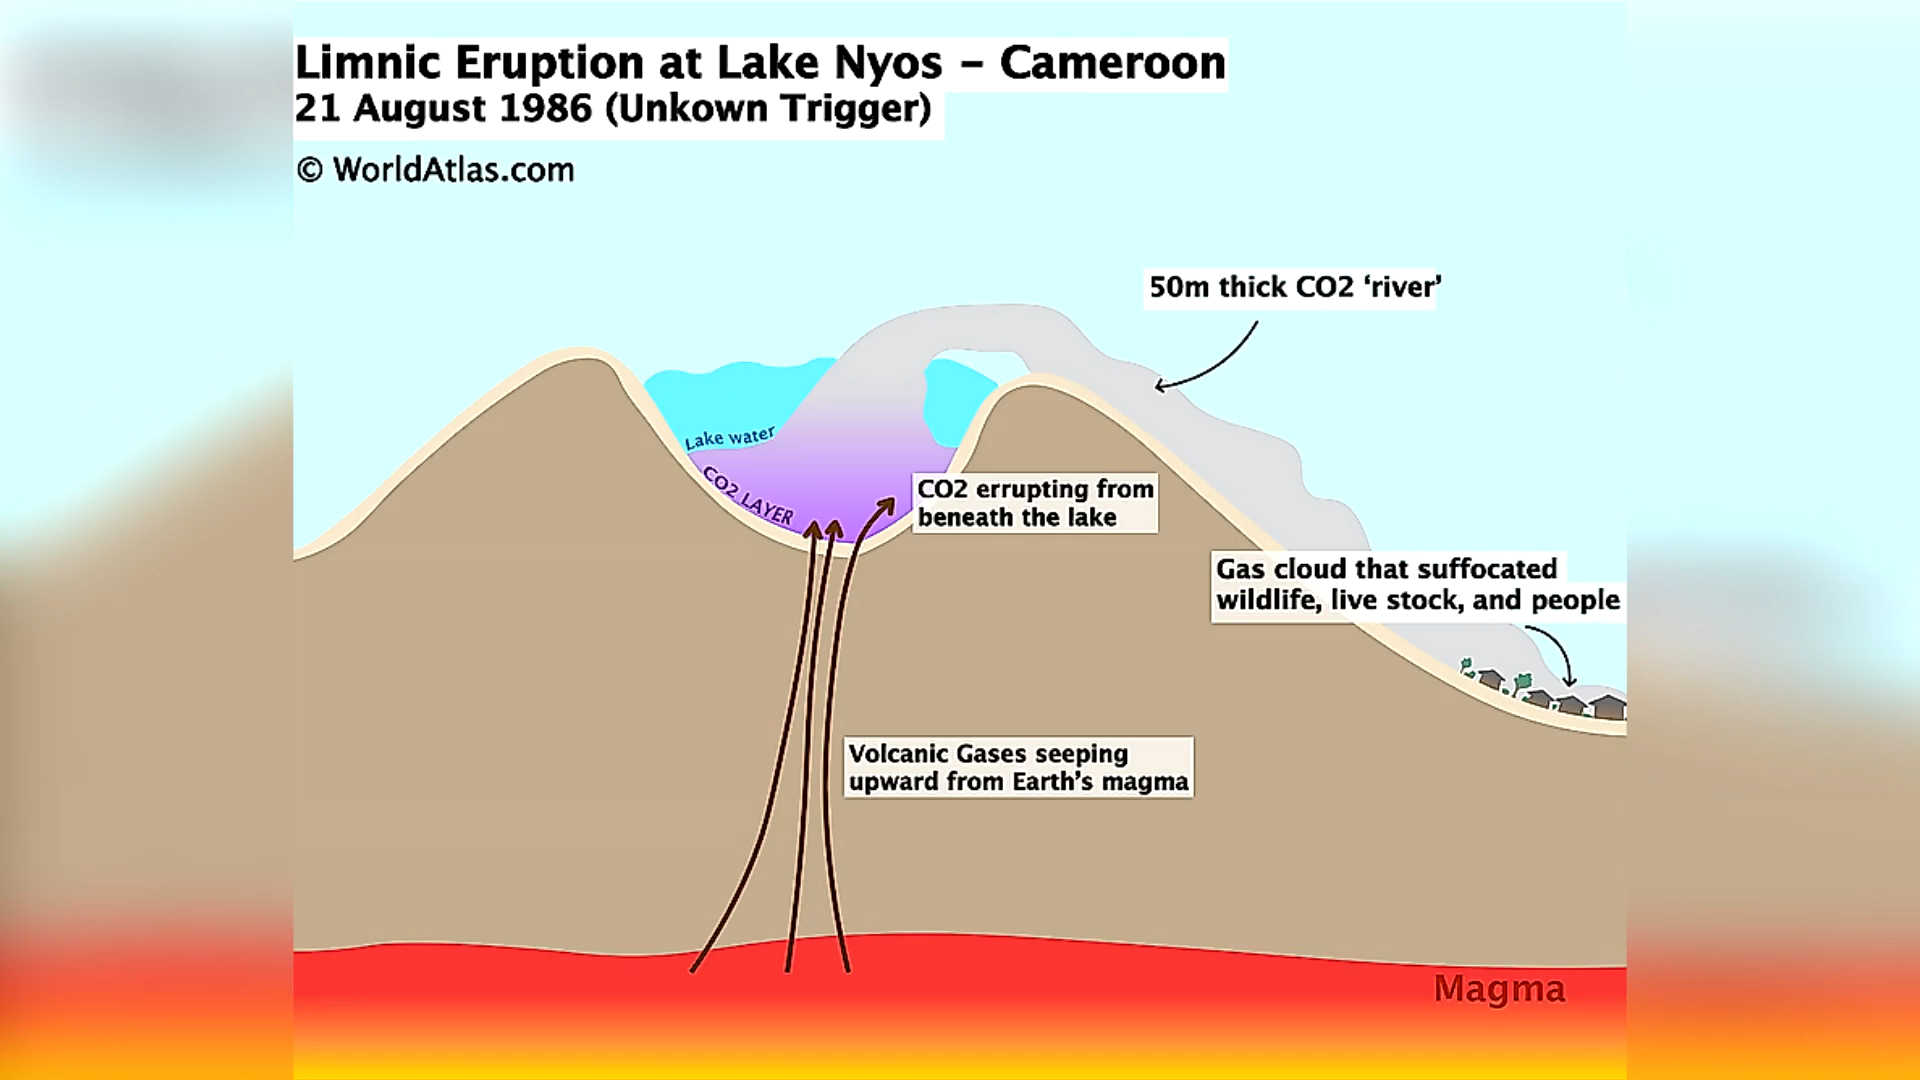 Limnic Eruption at Lake Nyos – Cameroon
21 August 1986 (Unkown Trigger)
© WorldAtlas.com
50m thick CO2 ‘river’
Lake water
CO2 LAYER
CO2 errupting from
beneath the lake
Gas cloud that suffocated
wildlife, live stock, and people
Volcanic Gases seeping
upward from Earth’s magma
Magma